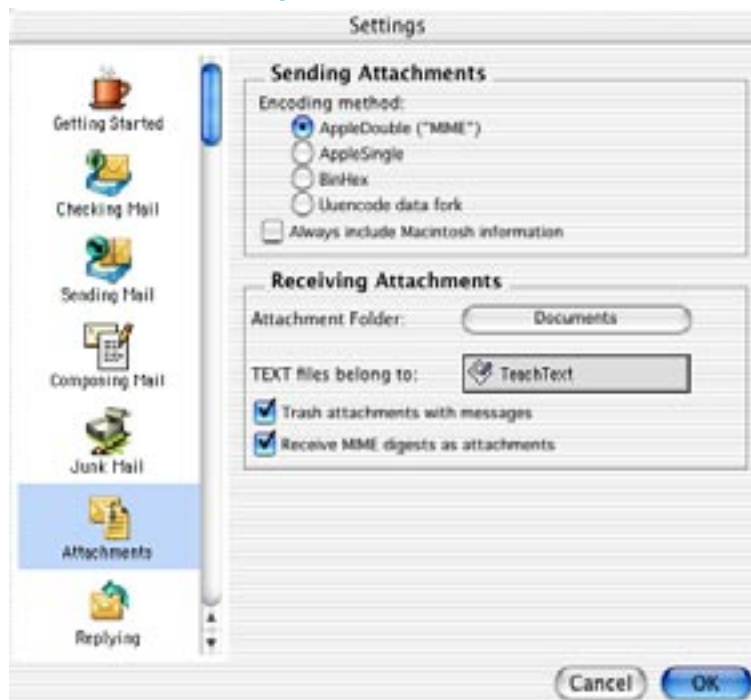 Settings
Getting Started
Checking Mail
Sending Mail
Composing Mail
Junk Mail
Attachments
Replying
Sending Attachments
Encoding method:
AppleDouble ("MIME")
AppleSingle
BinHex
Uuencode data fork
Always include Macintosh information
Receiving Attachments
Attachment Folder: Documents
TEXT files belong to: TeachText
Trash attachments with messages
Receive MIME digests as attachments
Cancel OK